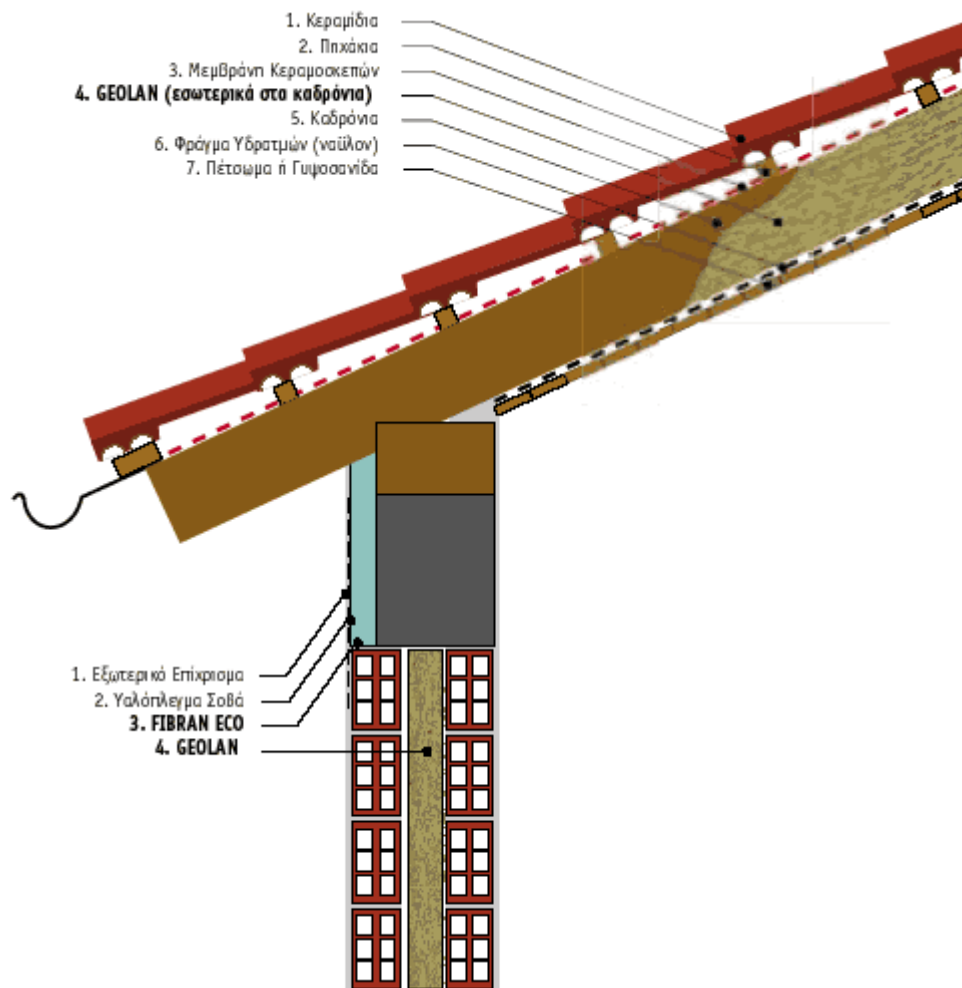 1. Κεραμίδια
2. Πηχάκια
3. Μεμβράνη Κεραμοσκεπών
4. GEOLAN (εσωτερικά στα καδρόνια)
5. Καδρόνια
6. Φράγμα Υδρατμών (ναϋλον)
7. Πέτσωμα ή Γυψοσανίδα
1. Εξωτερικό Επίχρισμα
2. Υαλόπλεγμα Σοβά
3. FIBRAN ECO
4. GEOLAN